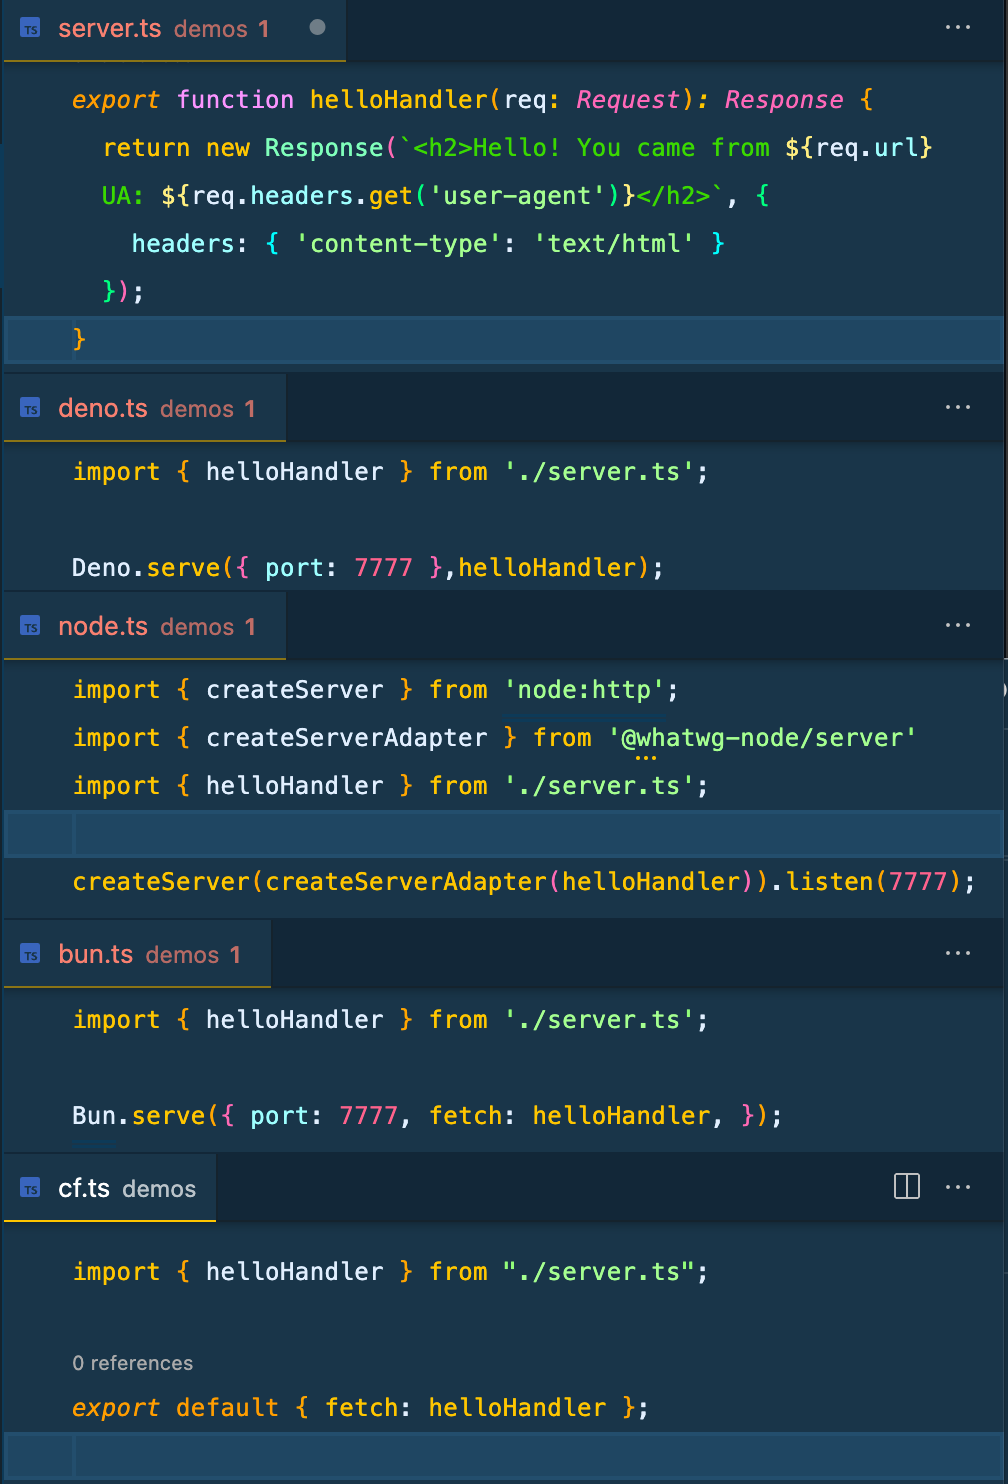 TS server.ts demos 1 ● ···
export function helloHandler(req: Request): Response {
  return new Response(`<h2>Hello! You came from ${req.url}
  UA: ${req.headers.get('user-agent')}</h2>`, {
    headers: { 'content-type': 'text/html' }
  });
}
TS deno.ts demos 1 ···
import { helloHandler } from './server.ts';
Deno.serve({ port: 7777 },helloHandler);
TS node.ts demos 1 ···
import { createServer } from 'node:http';
import { createServerAdapter } from '@whatwg-node/server'
import { helloHandler } from './server.ts';
createServer(createServerAdapter(helloHandler)).listen(7777);
TS bun.ts demos 1 ···
import { helloHandler } from './server.ts';
Bun.serve({ port: 7777, fetch: helloHandler, });
TS cf.ts demos ···
import { helloHandler } from "./server.ts";
0 references
export default { fetch: helloHandler };